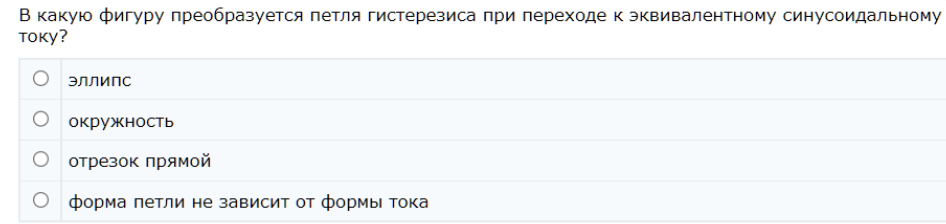 В какую фигуру преобразуется петля гистерезиса при переходе к эквивалентному синусоидальному
току?
эллипс
окружность
отрезок прямой
форма петли не зависит от формы тока